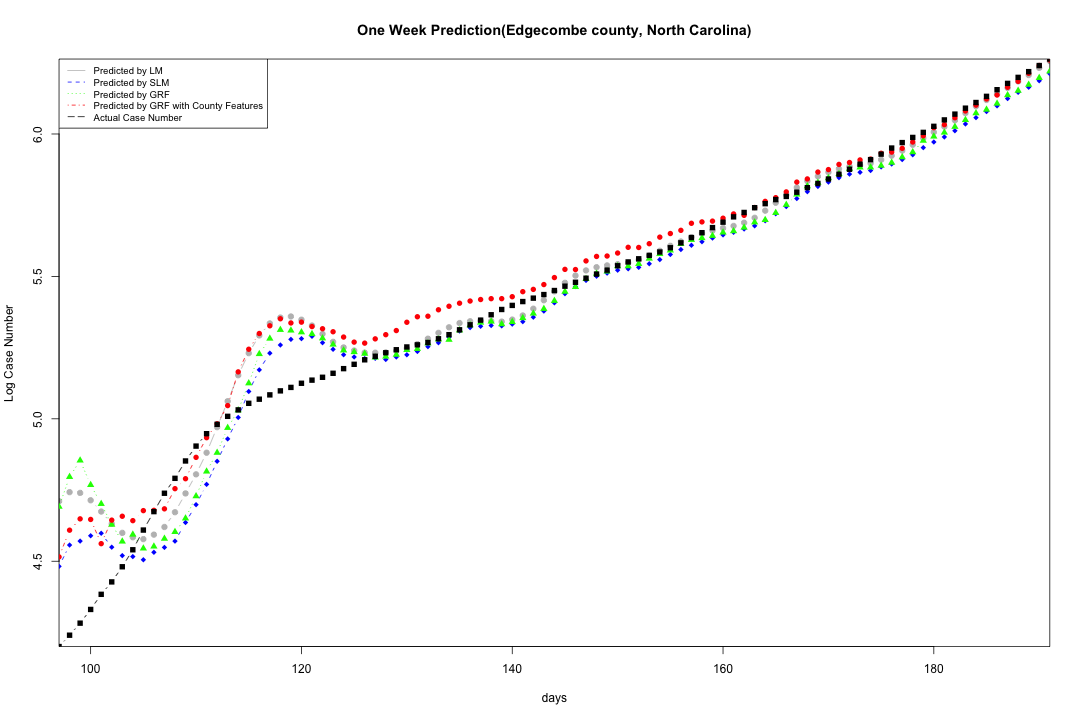 One Week Prediction(Edgecombe county, North Carolina)
Predicted by LM
Predicted by SLM
Predicted by GRF
Predicted by GRF with County Features
Actual Case Number
6.0
5.5
5.0
4.5
Log Case Number
100 120 140 160 180
days